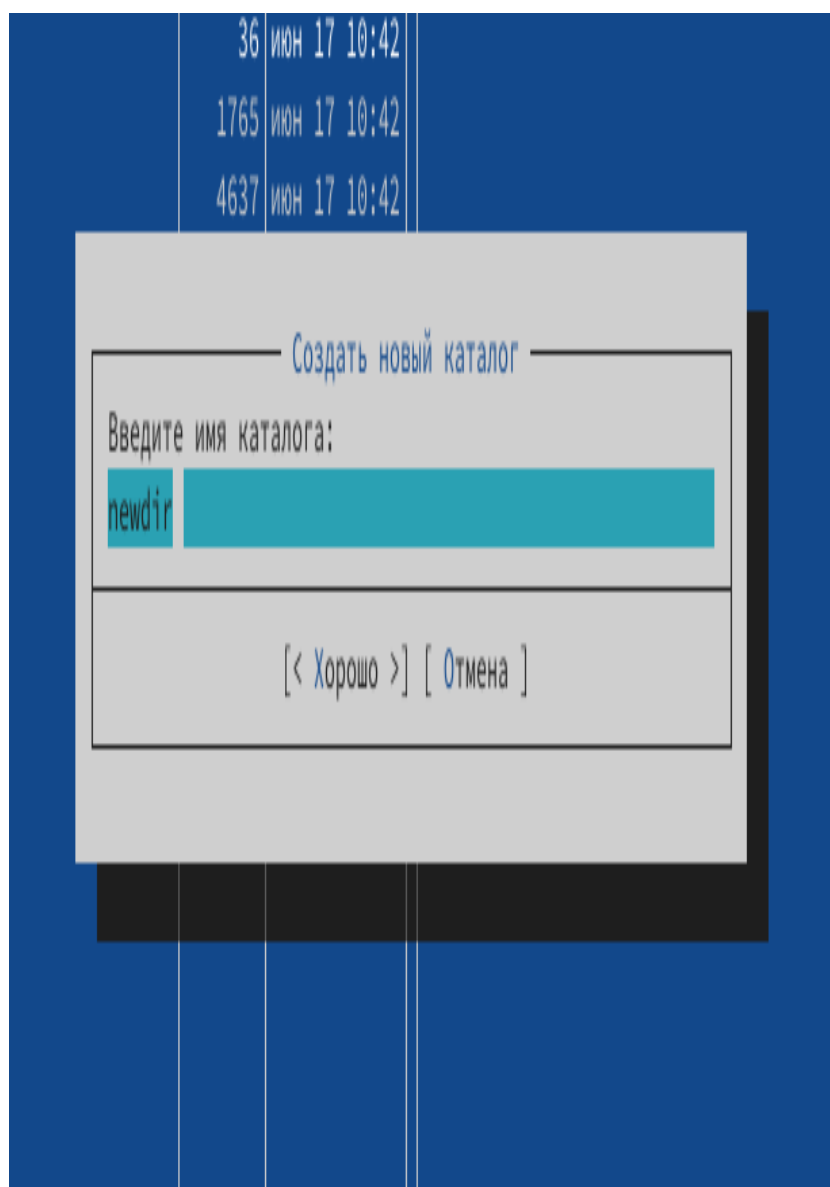 36 июн 17 10:42
1765 июн 17 10:42
4637 июн 17 10:42
Создать новый каталог
Введите имя каталога:
newdir
[< Хорошо >] [ Отмена ]